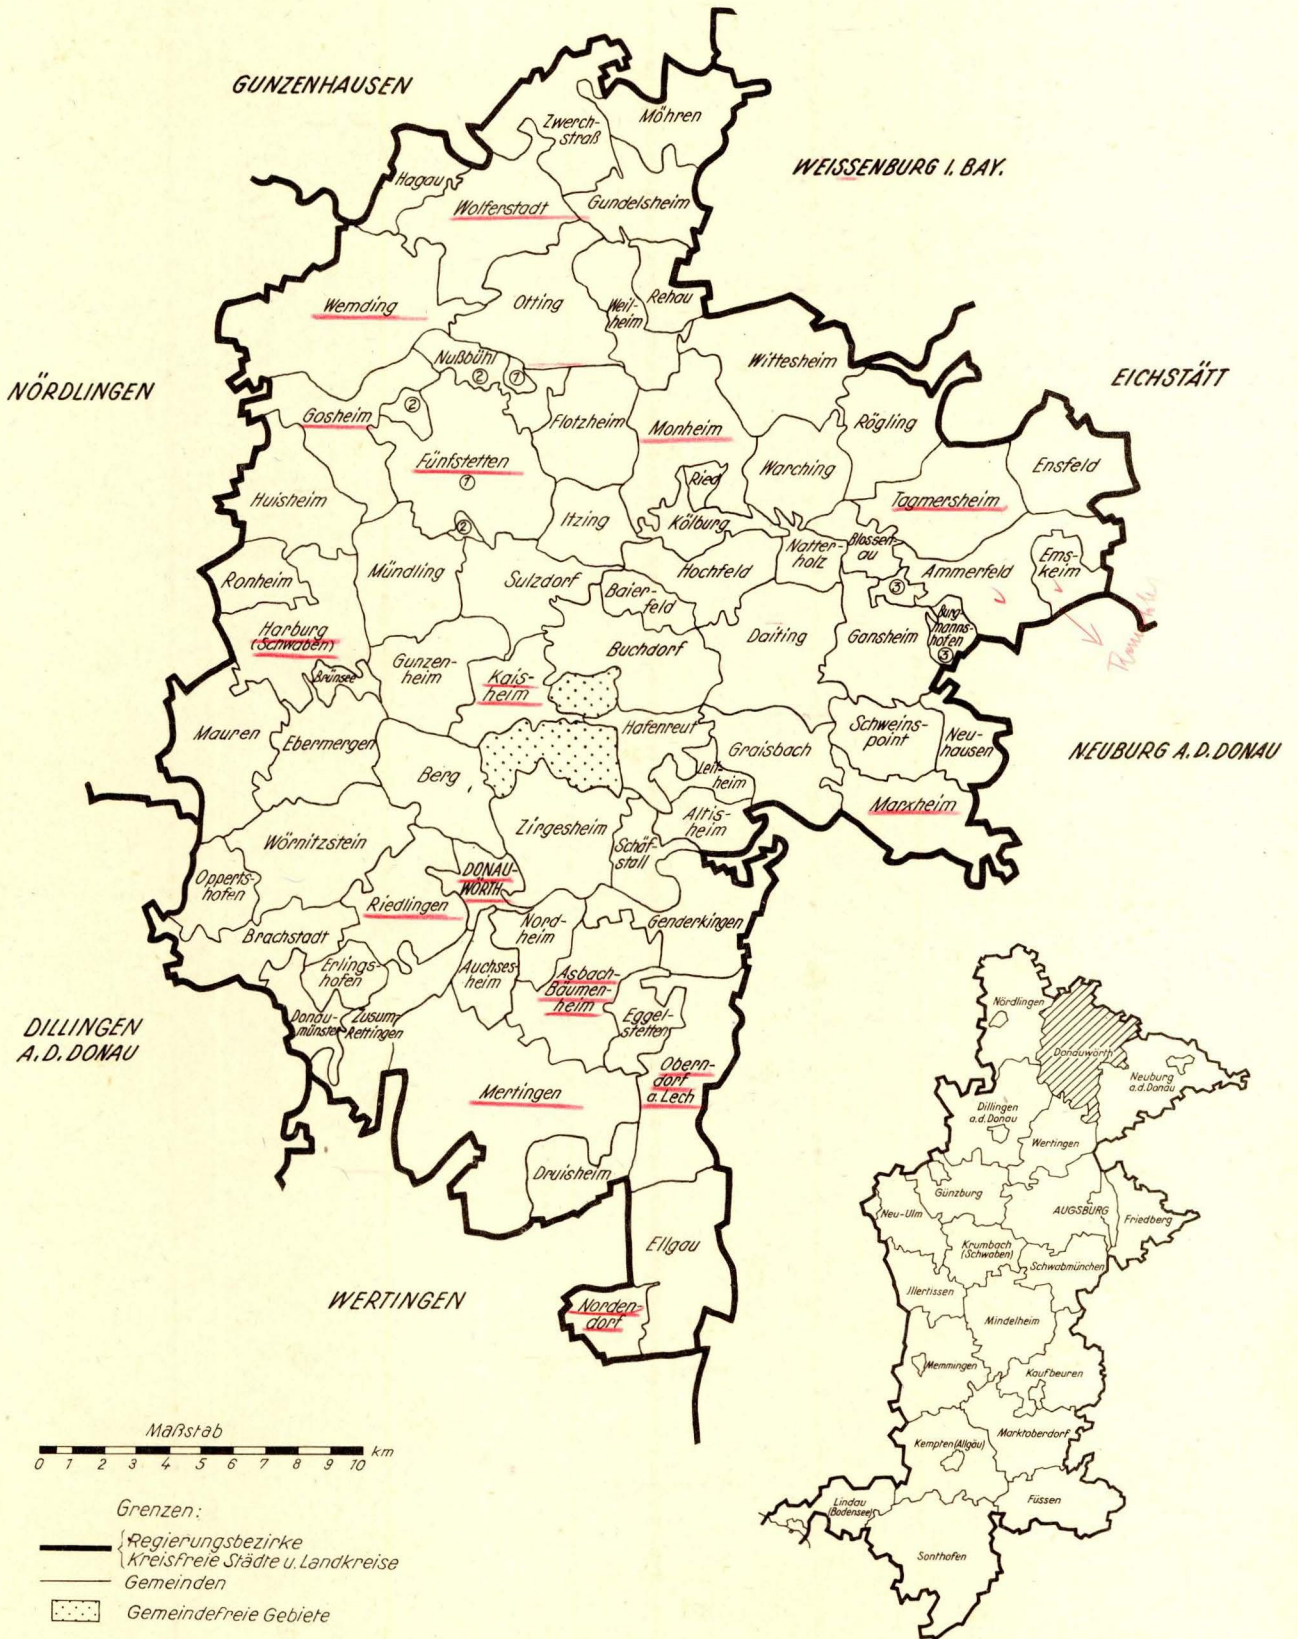 GUNZENHAUSEN
Möhren
Zwerch-
straß
WEISSENBURG I. BAY.
Hagau
Wolferstadt
Gundelsheim
Wemding
Otting
Weil-
heim
Rehau
Nußbühl
2
1
Wittesheim
EICHSTÄTT
NÖRDLINGEN
Gosheim
2
Flotzheim
Monheim
Rögling
Fünfstetten
1
Warching
Ensfeld
Huisheim
Ried
Tagmersheim
2
Itzing
Kölburg
Natter-
holz
Blossen-
au
Ems-
keim
Ronheim
Mündling
Sulzdorf
Hochfeld
Ammerfeld
Baier-
feld
3
Harburg
(Schwaben)
Daiting
Gansheim
Burg-
manns-
hofen
3
Gunzen-
heim
Buchdorf
Brünsee
Kais-
heim
Mauren
Ebermergen
Hafenreut
Schweins-
point
Neu-
hausen
Graisbach
NEUBURG A.D. DONAU
Berg
Leit-
heim
Marxheim
Altis-
heim
Zirgesheim
Schäf-
stall
Wörnitzstein
DONAU-
WÖRTH
Opperts-
hofen
Riedlingen
Nord-
heim
Genderkingen
Brachstadt
Erlings-
hofen
Auchses-
heim
Asbach-
Bäumen-
heim
Donau-
münster
Zusum
Rettingen
Eggel-
stetten
DILLINGEN
A.D. DONAU
Obern-
dorf
a. Lech
Mertingen
Druisheim
Ellgau
WERTINGEN
Norden-
dorf
Nördlingen
Donauwörth
Neuburg
a.d.Donau
Dillingen
a.d.Donau
Wertingen
Günzburg
Neu-Ulm
AUGSBURG
Friedberg
Krumbach
(Schwaben)
Schwabmünchen
Illertissen
Mindelheim
Memmingen
Kaufbeuren
Marktoberdorf
Kempten (Allgäu)
Lindau
(Bodensee)
Füssen
Sonthofen
Maßstab
0 1 2 3 4 5 6 7 8 9 10 km
Grenzen:
Regierungsbezirke
Kreisfreie Städte u. Landkreise
Gemeinden
Gemeindefreie Gebiete